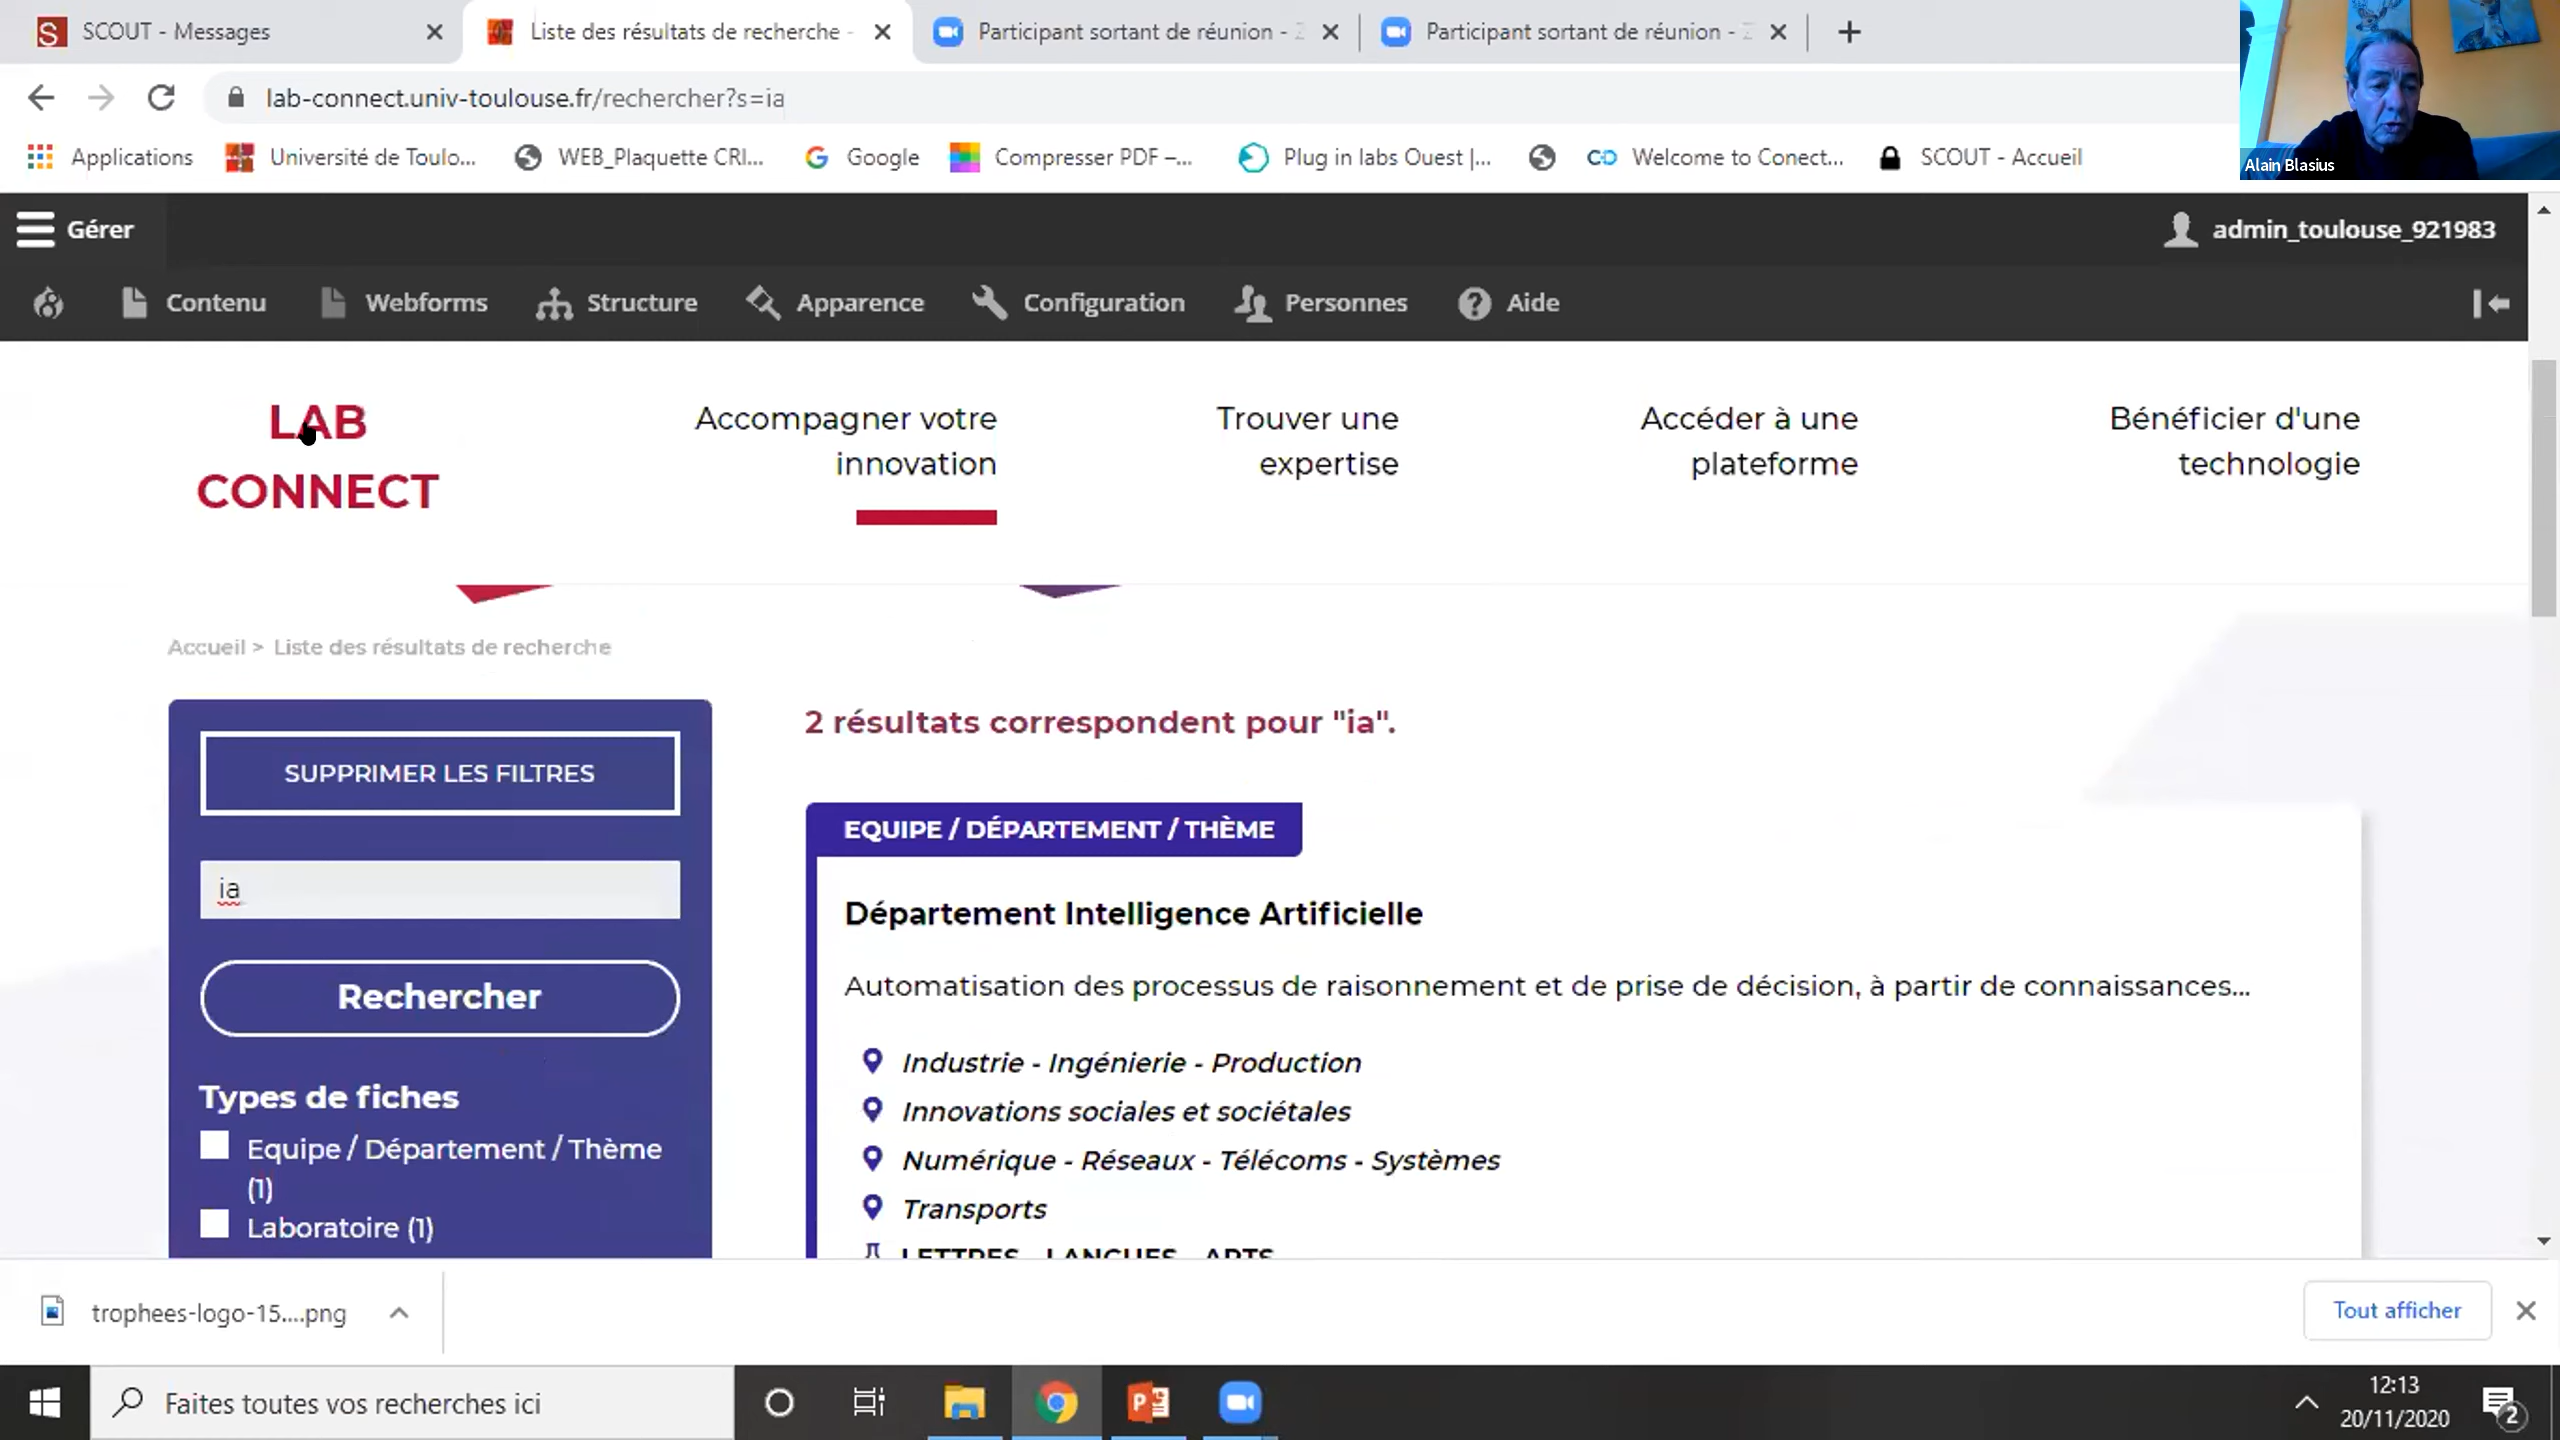 SCOUT - Messages
Liste des résultats de recherche -
Participant sortant de réunion - Z
Participant sortant de réunion - Z
lab-connect.univ-toulouse.fr/rechercher?s=ia
Applications
Université de Toulo...
WEB_Plaquette CRI...
Google
Compresser PDF –...
Plug in labs Ouest |...
Welcome to Conect...
SCOUT - Accueil
Alain Blasius
Gérer
admin_toulouse_921983
Contenu
Webforms
Structure
Apparence
Configuration
Personnes
Aide
LAB
CONNECT
Accompagner votre
innovation
Trouver une
expertise
Accéder à une
plateforme
Bénéficier d'une
technologie
Accueil > Liste des résultats de recherche
SUPPRIMER LES FILTRES
ia
Rechercher
Types de fiches
Equipe / Département / Thème
(1)
Laboratoire (1)
2 résultats correspondent pour "ia".
EQUIPE / DÉPARTEMENT / THÈME
Département Intelligence Artificielle
Automatisation des processus de raisonnement et de prise de décision, à partir de connaissances...
Industrie - Ingénierie - Production
Innovations sociales et sociétales
Numérique - Réseaux - Télécoms - Systèmes
Transports
LETTRES - LANGUES - ARTS
trophees-logo-15....png
Tout afficher
Faites toutes vos recherches ici
12:13
20/11/2020
2